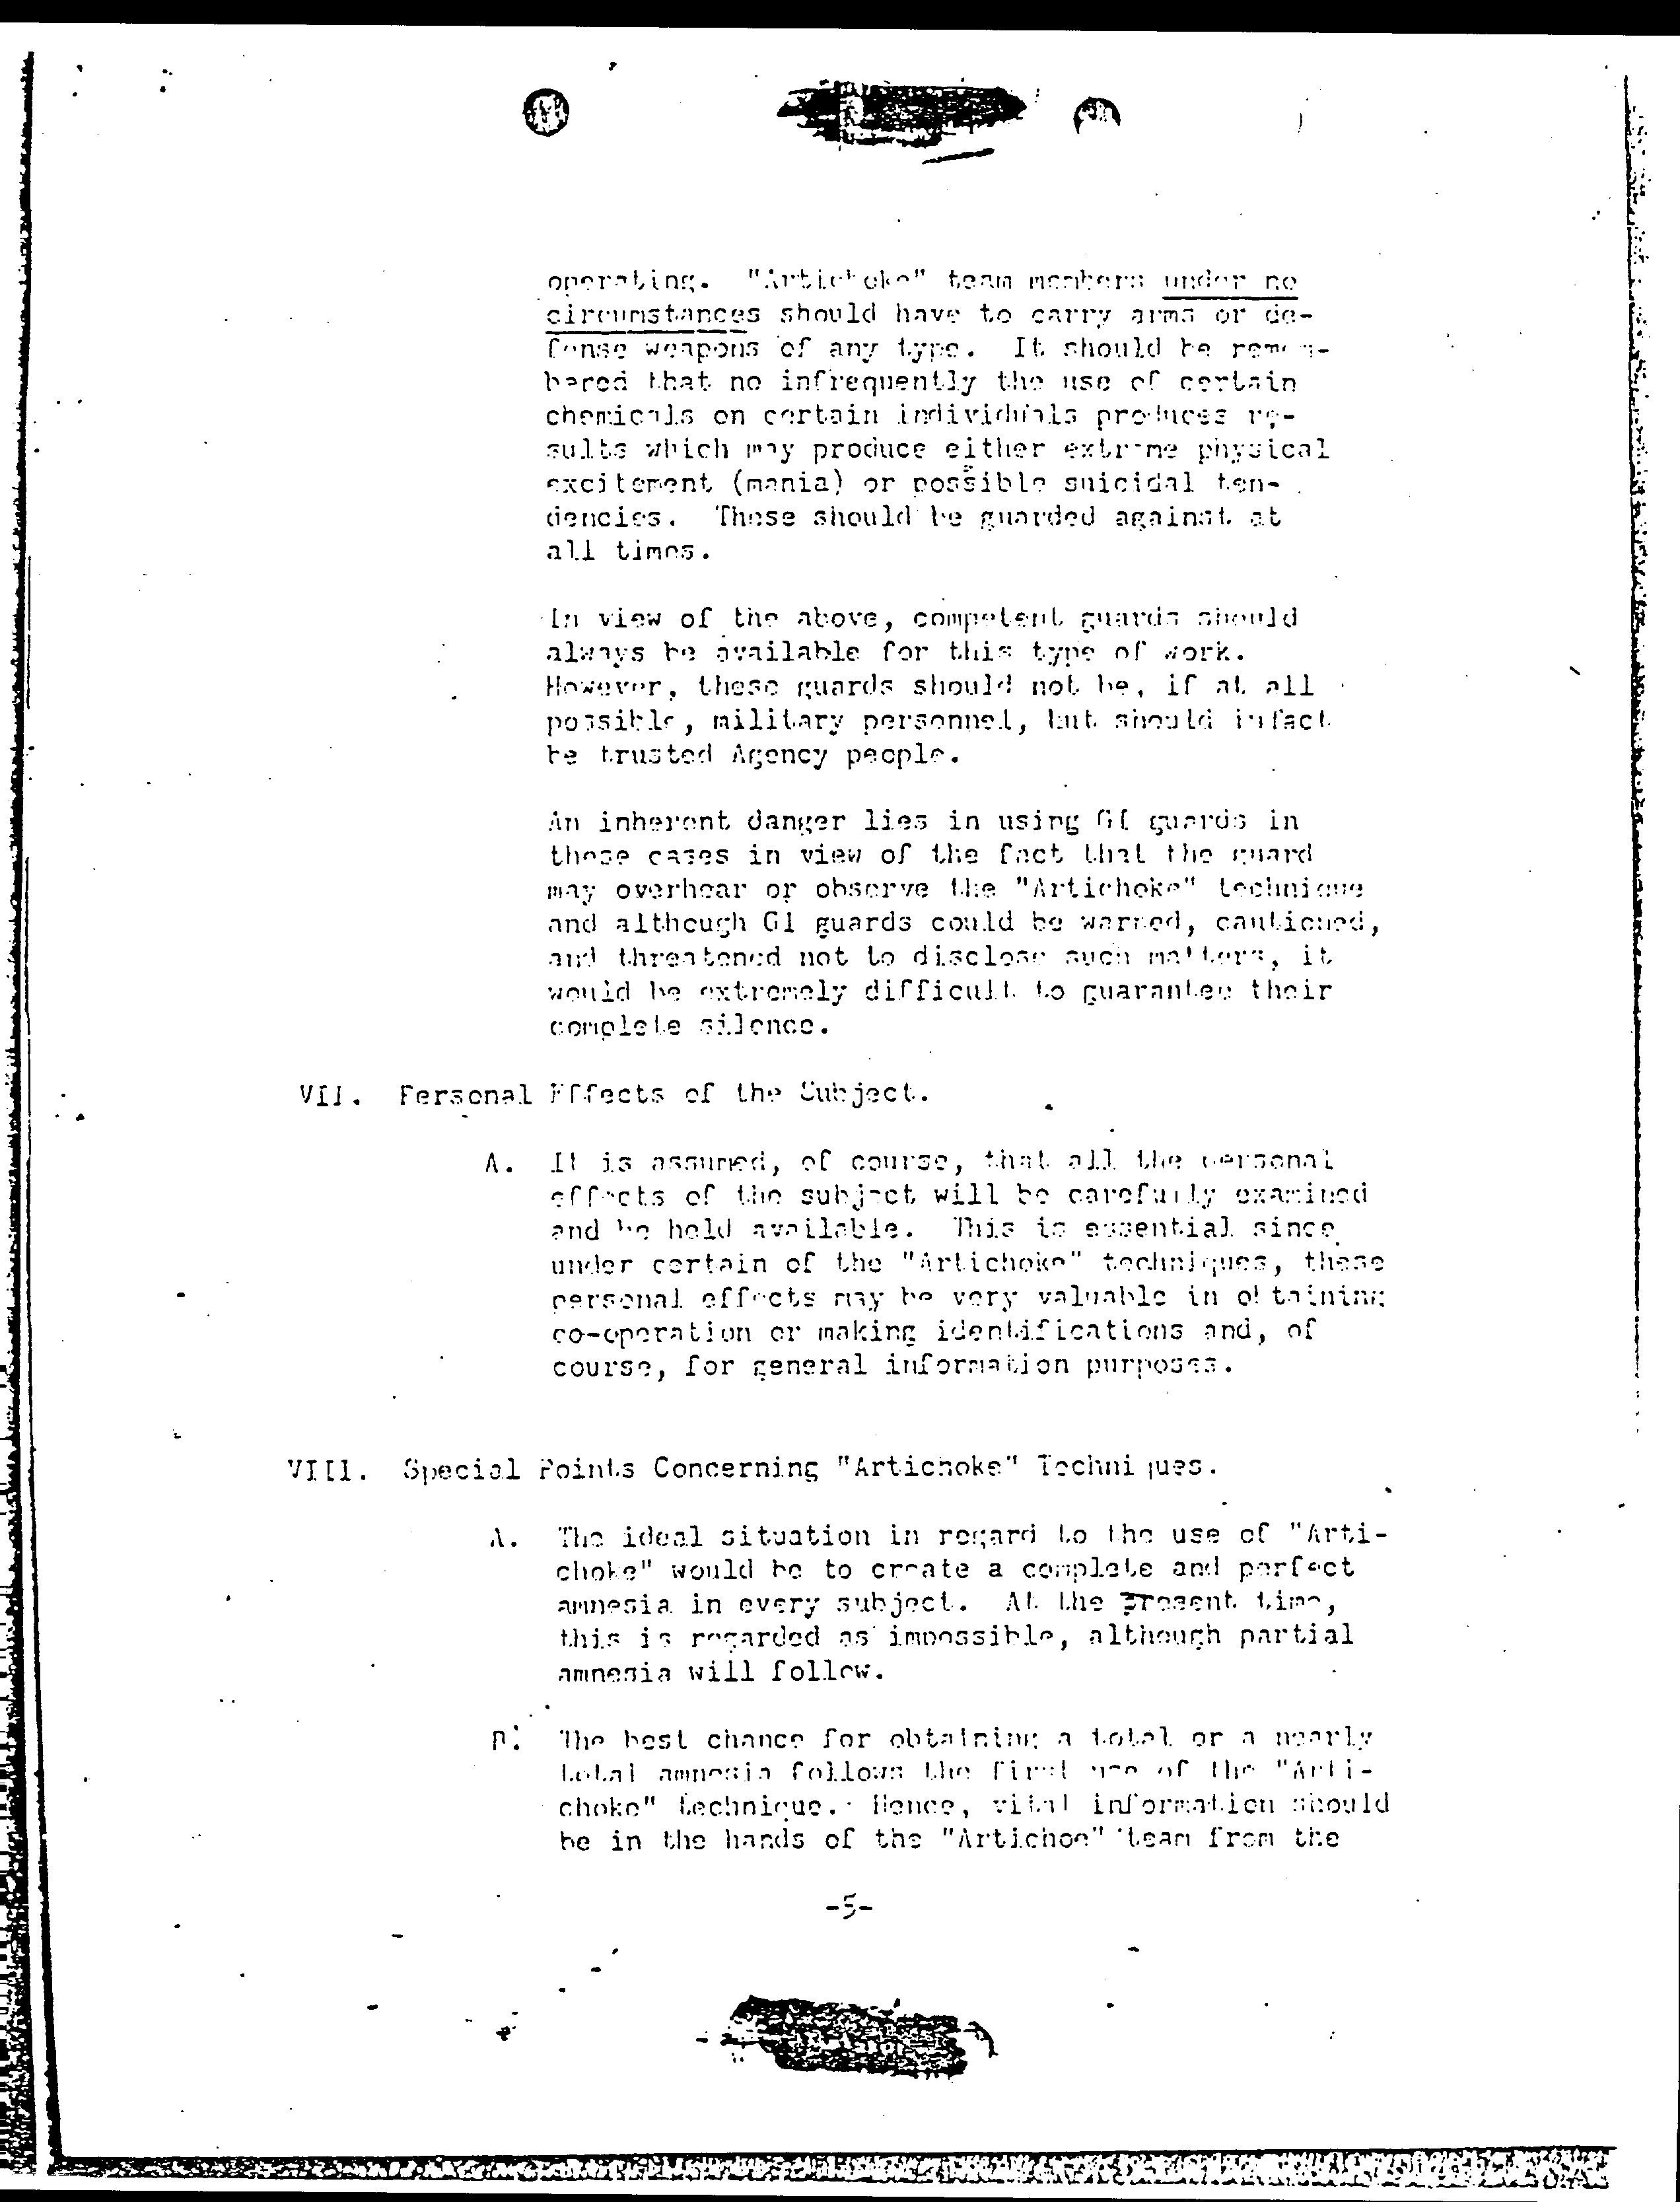 operating. "Artichoke" team members under no
circumstances should have to carry arms or de-
fense weapons of any type. It should be remem-
bered that no infrequently the use of certain
chemicals on certain individuals produces re-
sults which may produce either extreme physical
excitement (mania) or possible suicidal ten-
dencies. These should be guarded against at
all times.
In view of the above, competent guards should
always be available for this type of work.
However, these guards should not be, if at all
possible, military personnel, but should infact
be trusted Agency people.
An inherent danger lies in using GI guards in
these cases in view of the fact that the guard
may overhear or observe the "Artichoke" technique
and although GI guards could be warned, cautioned,
and threatened not to disclose such matters, it
would be extremely difficult to guarantee their
complete silence.
VII. Personal Effects of the Subject.
A. It is assumed, of course, that all the personal
effects of the subject will be carefully examined
and be held available. This is essential since
under certain of the "Artichoke" techniques, these
personal effects may be very valuable in obtaining
co-operation or making identifications and, of
course, for general information purposes.
VIII. Special Points Concerning "Artichoke" Techniques.
A. The ideal situation in regard to the use of "Arti-
choke" would be to create a complete and perfect
amnesia in every subject. At the present time,
this is regarded as impossible, although partial
amnesia will follow.
B. The best chance for obtaining a total or a nearly
total amnesia follows the first use of the "Arti-
choke" technique. Hence, vital information should
be in the hands of the "Artichoe" team from the
-5-